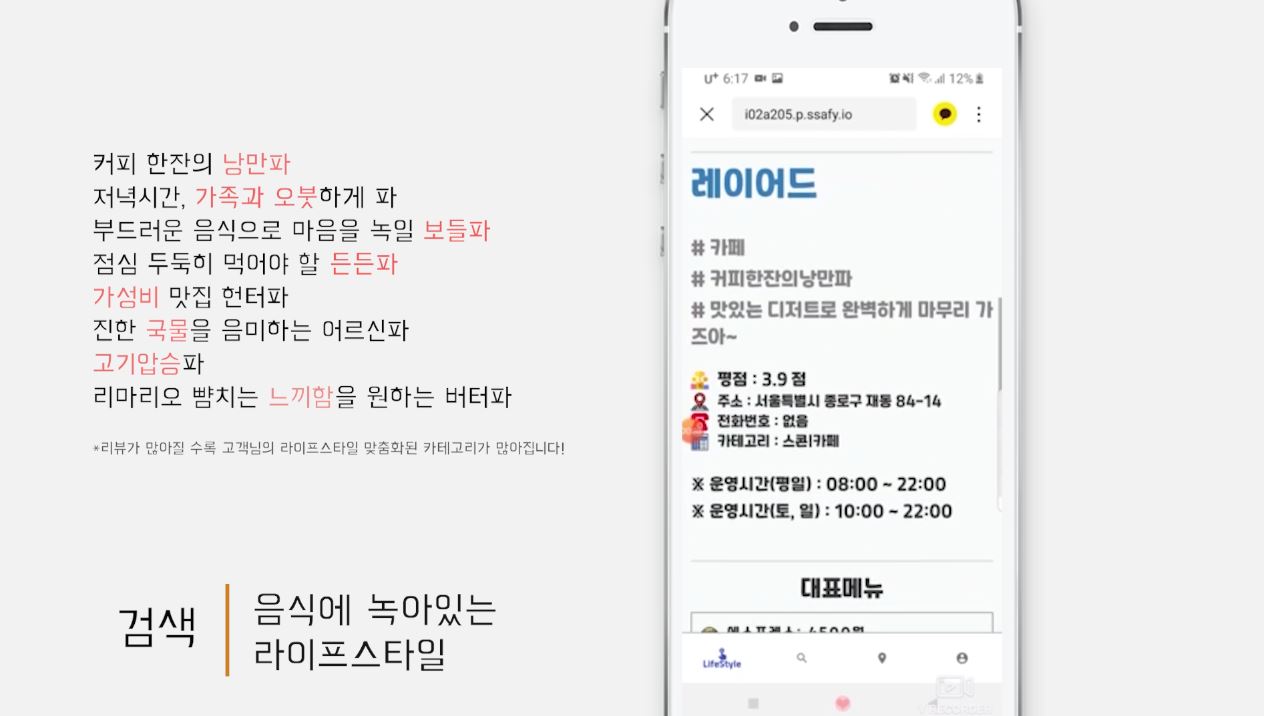 커피 한잔의 낭만파
저녁시간, 가족과 오붓하게 파
부드러운 음식으로 마음을 녹일 보들파
점심 두둑히 먹어야 할 든든파
가성비 맛집 헌터파
진한 국물을 음미하는 어르신파
고기압승파
리마리오 뺨치는 느끼함을 원하는 버터파
*리뷰가 많아질 수록 고객님의 라이프스타일 맞춤화된 카테고리가 많아집니다!
검색
음식에 녹아있는
라이프스타일
U+ 6:17 12%
i02a205.p.ssafy.io
레이어드
# 카페
# 커피한잔의낭만파
# 맛있는 디저트로 완벽하게 마무리 가
즈아~
평점 : 3.9 점
주소 : 서울특별시 종로구 재동 84-14
전화번호 : 없음
카테고리 : 스콘|카페
※ 운영시간(평일) : 08:00 ~ 22:00
※ 운영시간(토, 일) : 10:00 ~ 22:00
대표메뉴
에스프레소 : 4500원
LifeStyle
V RECORDER